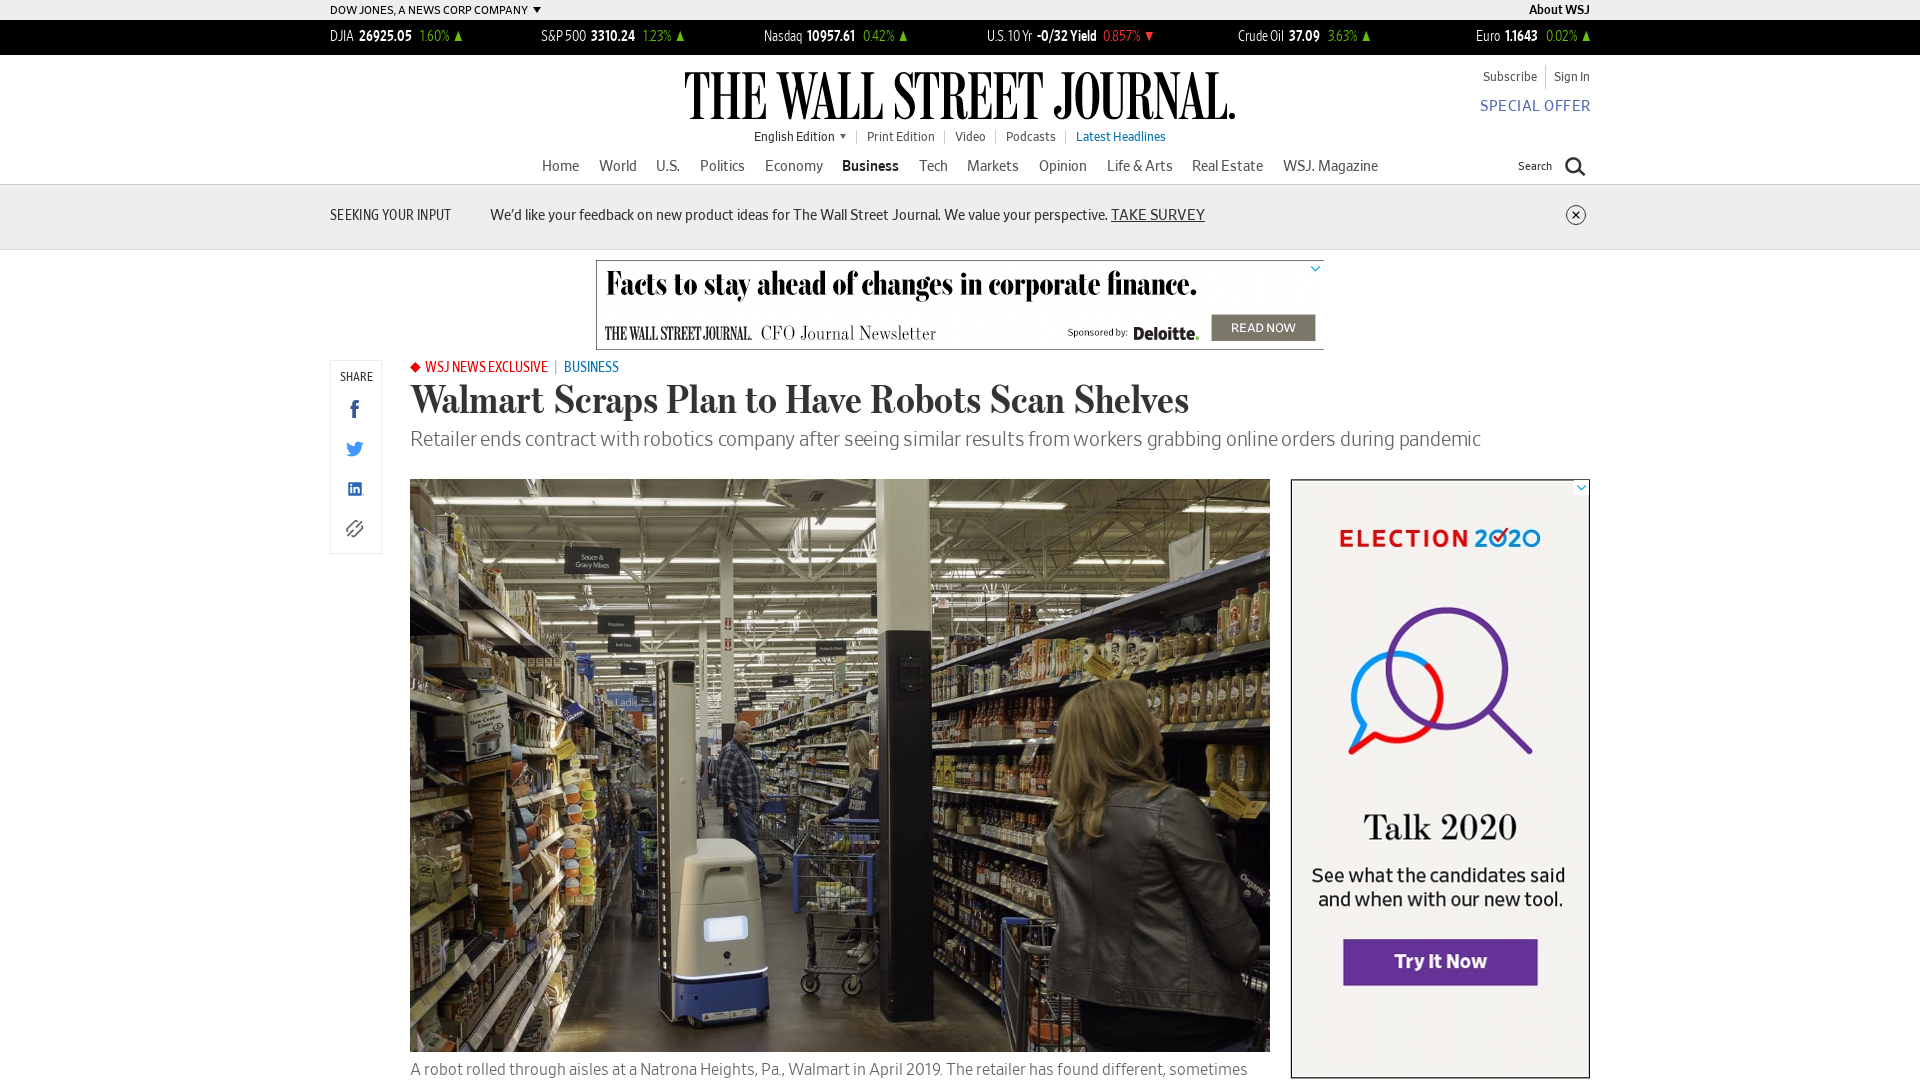 DOW JONES, A NEWS CORP COMPANY
About WSJ
DJIA 26925.05 1.60%
S&P 500 3310.24 1.23%
Nasdaq 10957.61 0.42%
U.S. 10 Yr -0/32 Yield 0.857%
Crude Oil 37.09 3.63%
Euro 1.1643 0.02%
THE WALL STREET JOURNAL.
Subscribe
Sign In
SPECIAL OFFER
English Edition
Print Edition
Video
Podcasts
Latest Headlines
Home World U.S. Politics Economy Business Tech Markets Opinion Life & Arts Real Estate WSJ. Magazine
Search
SEEKING YOUR INPUT
We'd like your feedback on new product ideas for The Wall Street Journal. We value your perspective. TAKE SURVEY
Facts to stay ahead of changes in corporate finance.
THE WALL STREET JOURNAL. CFO Journal Newsletter
Sponsored by: Deloitte.
READ NOW
SHARE
WSJ NEWS EXCLUSIVE | BUSINESS
Walmart Scraps Plan to Have Robots Scan Shelves
Retailer ends contract with robotics company after seeing similar results from workers grabbing online orders during pandemic
Sauce &
Gravy Mixes
Ladies
Organic
ELECTION 2020
Talk 2020
See what the candidates said
and when with our new tool.
Try It Now
A robot rolled through aisles at a Natrona Heights, Pa., Walmart in April 2019. The retailer has found different, sometimes